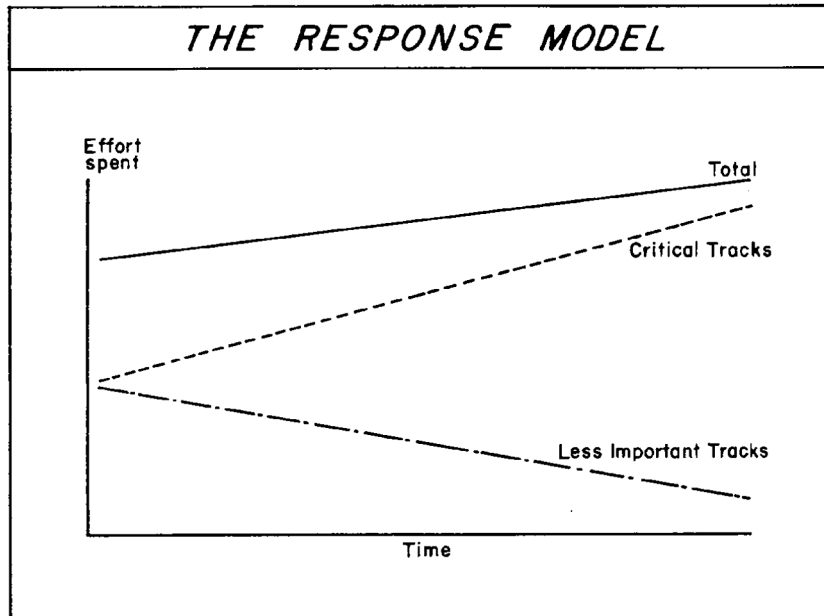 THE RESPONSE MODEL
Effort
spent
Total
Critical Tracks
Less Important Tracks
Time